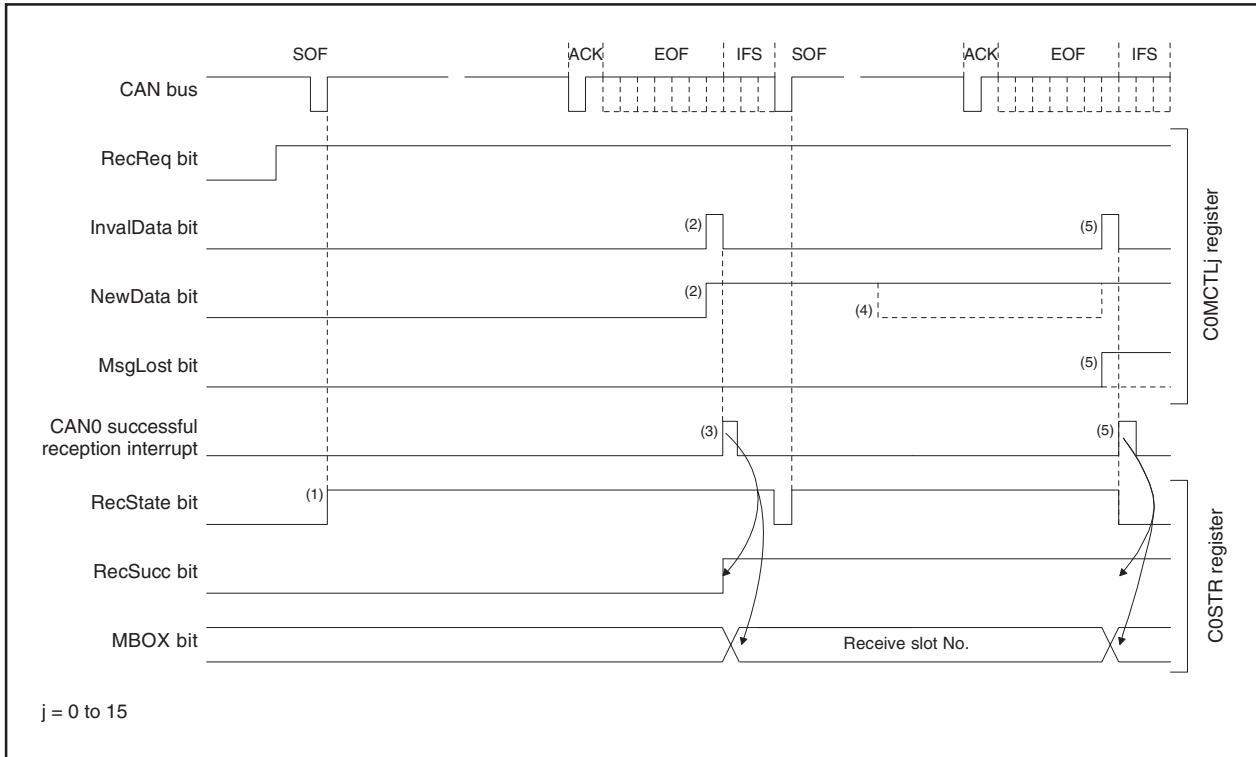 SOF ACK EOF IFS SOF ACK EOF IFS
CAN bus
RecReq bit
InvalData bit (2) (5)
NewData bit (2) (4)
MsgLost bit (5)
C0MCTLj register
CAN0 successful
reception interrupt (3) (5)
RecState bit (1)
RecSucc bit
MBOX bit Receive slot No.
C0STR register
j = 0 to 15